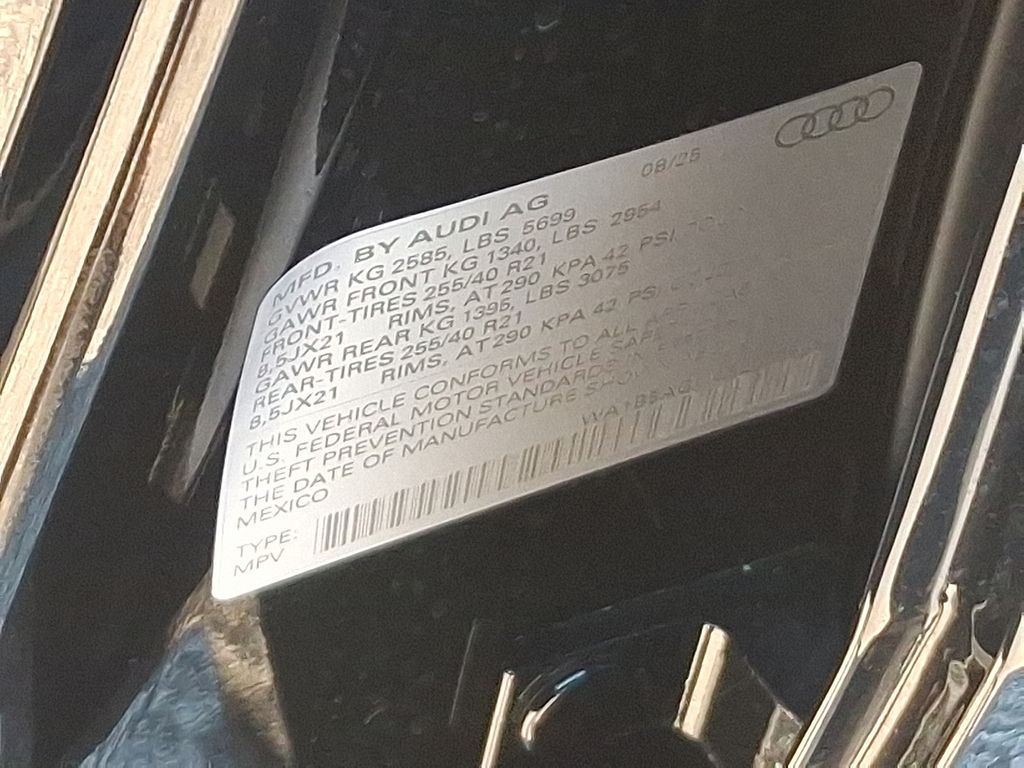 MFD. BY AUDI AG 08/25
GVWR KG 2585, LBS 5699
GAWR FRONT KG 1340, LBS 2954
FRONT-TIRES 255/40 R21
8,5JX21 RIMS, AT 290 KPA 42 PSI
GAWR REAR KG 1395, LBS 3075
REAR-TIRES 255/40 R21
8,5JX21 RIMS, AT 290 KPA 42 PSI
THIS VEHICLE CONFORMS TO ALL
U.S. FEDERAL MOTOR VEHICLE
THEFT PREVENTION STANDARDS
THE DATE OF MANUFACTURE
MEXICO
TYPE:
MPV